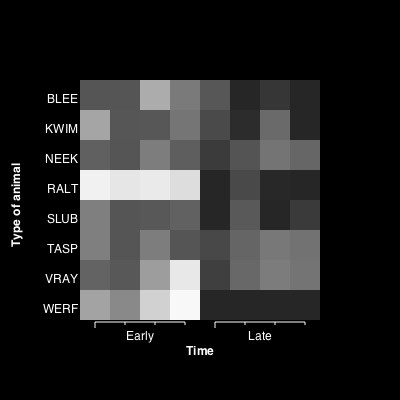 BLEE
KWIM
NEEK
RALT
SLUB
TASP
VRAY
WERF
Type of animal
Early Late
Time